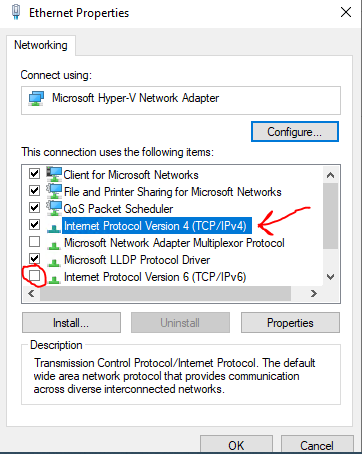 Ethernet Properties
Networking
Connect using:
Microsoft Hyper-V Network Adapter
Configure...
This connection uses the following items:
Client for Microsoft Networks
File and Printer Sharing for Microsoft Networks
QoS Packet Scheduler
Internet Protocol Version 4 (TCP/IPv4)
Microsoft Network Adapter Multiplexor Protocol
Microsoft LLDP Protocol Driver
Internet Protocol Version 6 (TCP/IPv6)
Install... Uninstall Properties
Description
Transmission Control Protocol/Internet Protocol. The default
wide area network protocol that provides communication
across diverse interconnected networks.
OK Cancel